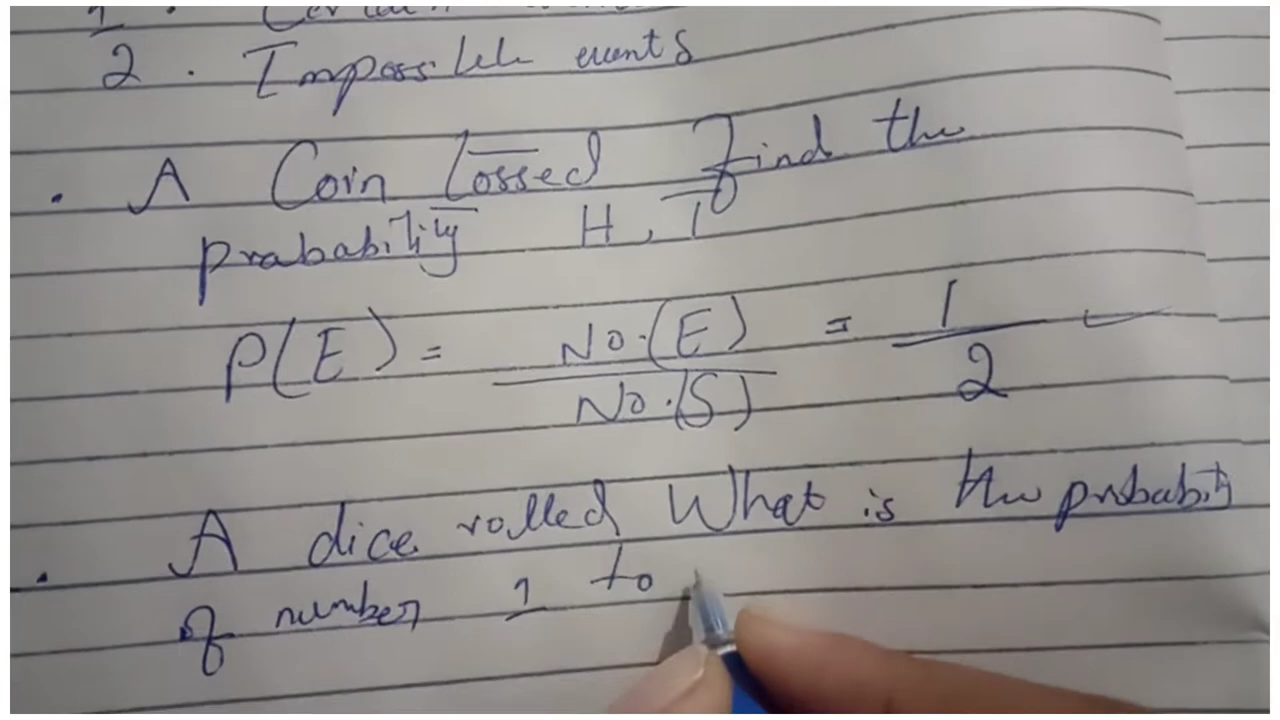 1.
2. Impossible events
. A Coin Tossed Find the
probability H, T
P(E) = No.(E) / No.(S) = 1 / 2
. A dice rolled What is the probability
of number 1 to